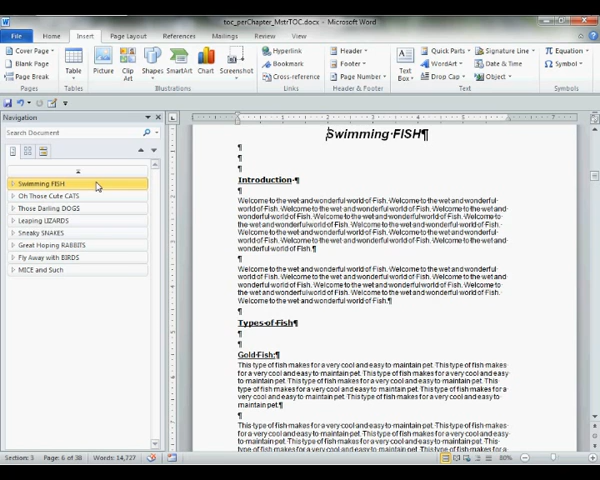 toc_perChapter_MstrTOC.docx - Microsoft Word
File Home Insert Page Layout References Mailings Review View
Cover Page
Blank Page
Page Break
Pages
Table
Tables
Picture Clip Art Shapes SmartArt Chart Screenshot
Illustrations
Hyperlink
Bookmark
Cross-reference
Links
Header
Footer
Page Number
Header & Footer
Text Box
Quick Parts
WordArt
Drop Cap
Signature Line
Date & Time
Object
Text
Equation
Symbol
Symbols
Navigation
Search Document
Swimming FISH
Oh Those Cute CATS
Those Darling DOGS
Leaping LIZARDS
Sneaky SNAKES
Great Hoping RABBITS
Fly Away with BIRDS
MICE and Such
Swimming·FISH¶
¶
¶
¶
Introduction·¶
¶
Welcome to the wet and wonderful world of Fish. Welcome to the wet and
wonderful world of Fish. Welcome to the wet and wonderful world of Fish. Welcome to
the wet and wonderful world of Fish. Welcome to the wet and wonderful world of Fish.
Welcome to the wet and wonderful world of Fish. Welcome to the wet and
wonderful world of Fish. Welcome to the wet and wonderful world of Fish. Welcome to the wet and
wonderful world of Fish.¶
¶
Welcome to the wet and wonderful world of Fish. Welcome to the wet and
wonderful world of Fish. Welcome to the wet and wonderful world of Fish. Welcome to
the wet and wonderful world of Fish. Welcome to the wet and wonderful world of Fish.
Welcome to the wet and wonderful world of Fish.¶
¶
Types·of·Fish¶
¶
¶
Gold·Fish:¶
This type of fish makes for a very cool and easy to maintain pet. This type of fish
makes for a very cool and easy to maintain pet. This type of fish makes for a very cool
and easy to maintain pet. This type of fish makes for a very cool and easy to maintain
pet. This type of fish makes for a very cool and easy to
maintain pet.¶
¶
This type of fish makes for a very cool and easy to maintain pet. This type of fish
makes for a very cool and easy to maintain pet. This type of fish makes for a very cool
Section: 3 Page: 6 of 38 Words: 14,727 80%